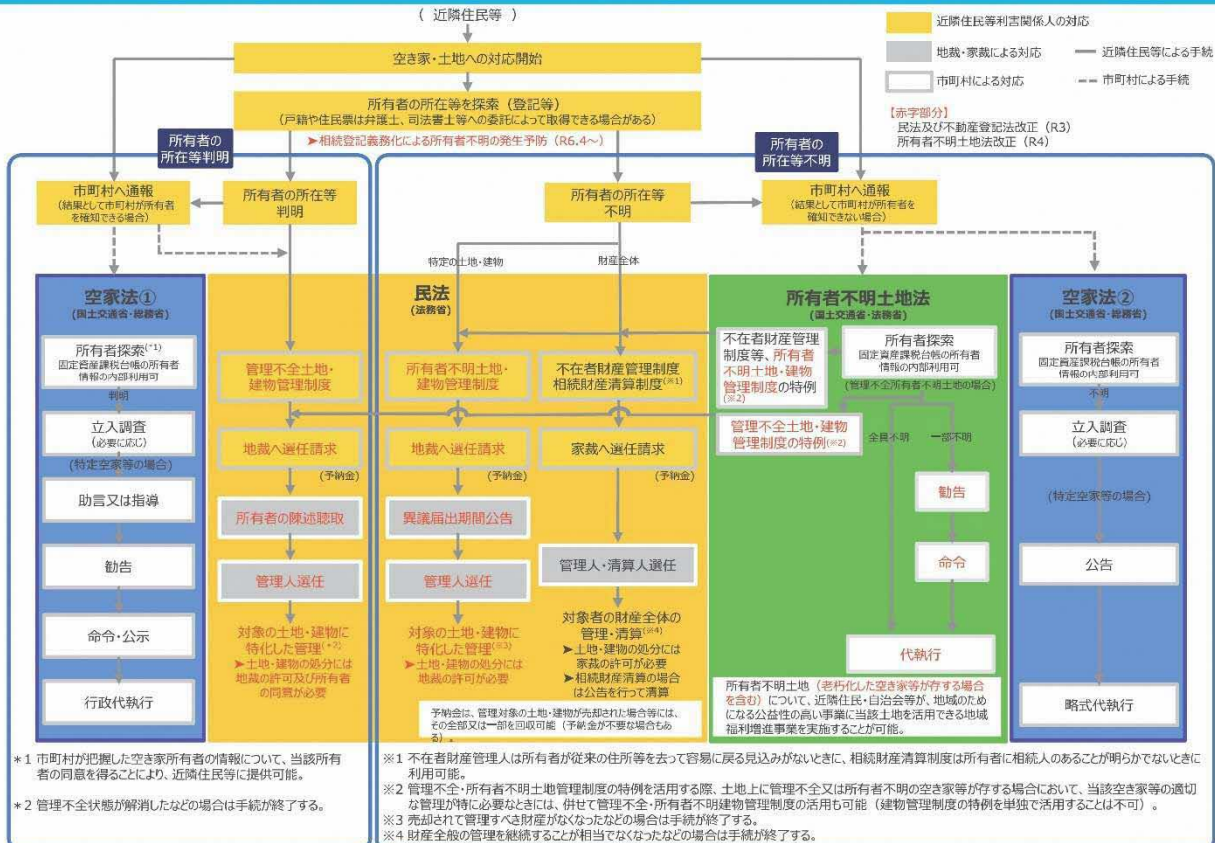 （ 近隣住民等 ）
近隣住民等利害関係人の対応
地裁・家裁による対応
近隣住民等による手続
市町村による対応
市町村による手続
【赤字部分】
民法及び不動産登記法改正（R3）
所有者不明土地法改正（R4）
空き家・土地への対応開始
所有者の所在等を探索（登記等）
（戸籍や住民票は弁護士、司法書士等への委託によって取得できる場合がある）
➤相続登記義務化による所有者不明の発生予防（R6.4～）
所有者の
所在等判明
所有者の
所在等不明
市町村へ通報
（結果として市町村が所有者
を確知できる場合）
所有者の所在等
判明
所有者の所在等
不明
市町村へ通報
（結果として市町村が所有者を
確知できない場合）
特定の土地・建物
財産全体
空家法①
(国土交通省・総務省)
所有者探索(*1)
固定資産課税台帳の所有者
情報の内部利用可
判明
立入調査
(必要に応じ)
(特定空家等の場合)
助言又は指導
勧告
命令・公示
行政代執行
民法
(法務省)
管理不全土地・
建物管理制度
地裁へ選任請求
(予納金)
所有者の陳述聴取
管理人選任
対象の土地・建物に
特化した管理(*2)
➤土地・建物の処分には
地裁の許可及び所有者
の同意が必要
所有者不明土地・
建物管理制度
地裁へ選任請求
(予納金)
異議届出期間公告
管理人選任
対象の土地・建物に
特化した管理(※3)
➤土地・建物の処分には
地裁の許可が必要
不在者財産管理制度
相続財産清算制度(※1)
家裁へ選任請求
(予納金)
管理人・清算人選任
対象者の財産全体の
管理・清算(※4)
➤土地・建物の処分には
家裁の許可が必要
➤相続財産清算の場合
は公告を行って清算
予納金は、管理対象の土地・建物が売却された場合等には、
その全部又は一部を回収可能（予納金が不要な場合もあ
る）。
所有者不明土地法
(国土交通省・法務省)
不在者財産管理
制度等、所有者
不明土地・建物
管理制度の特例
(※2)
所有者探索
固定資産課税台帳の所有者
情報の内部利用可
(管理不全所有者不明土地の場合)
管理不全土地・建物
管理制度の特例(※2)
全員不明
一部不明
勧告
命令
代執行
所有者不明土地（老朽化した空き家等が存する場合
を含む）について、近隣住民・自治会等が、地域のため
になる公益性の高い事業に当該土地を活用できる地域
福利増進事業を実施することが可能。
空家法②
(国土交通省・総務省)
所有者探索
固定資産課税台帳の所有者
情報の内部利用可
不明
立入調査
(必要に応じ)
(特定空家等の場合)
公告
略式代執行
＊1 市町村が把握した空き家所有者の情報について、当該所有
者の同意を得ることにより、近隣住民等に提供可能。
＊2 管理不全状態が解消したなどの場合は手続が終了する。
※1 不在者財産管理人は所有者が従来の住所等を去って容易に戻る見込みがないときに、相続財産清算制度は所有者に相続人のあることが明らかでないときに
利用可能。
※2 管理不全・所有者不明土地管理制度の特例を活用する際、土地上に管理不全又は所有者不明の空き家等が存する場合において、当該空き家等の適切
な管理が特に必要なときには、併せて管理不全・所有者不明建物管理制度の活用も可能（建物管理制度の特例を単独で活用することは不可）。
※3 売却されて管理すべき財産がなくなったなどの場合は手続が終了する。
※4 財産全般の管理を継続することが相当でなくなったなどの場合は手続が終了する。